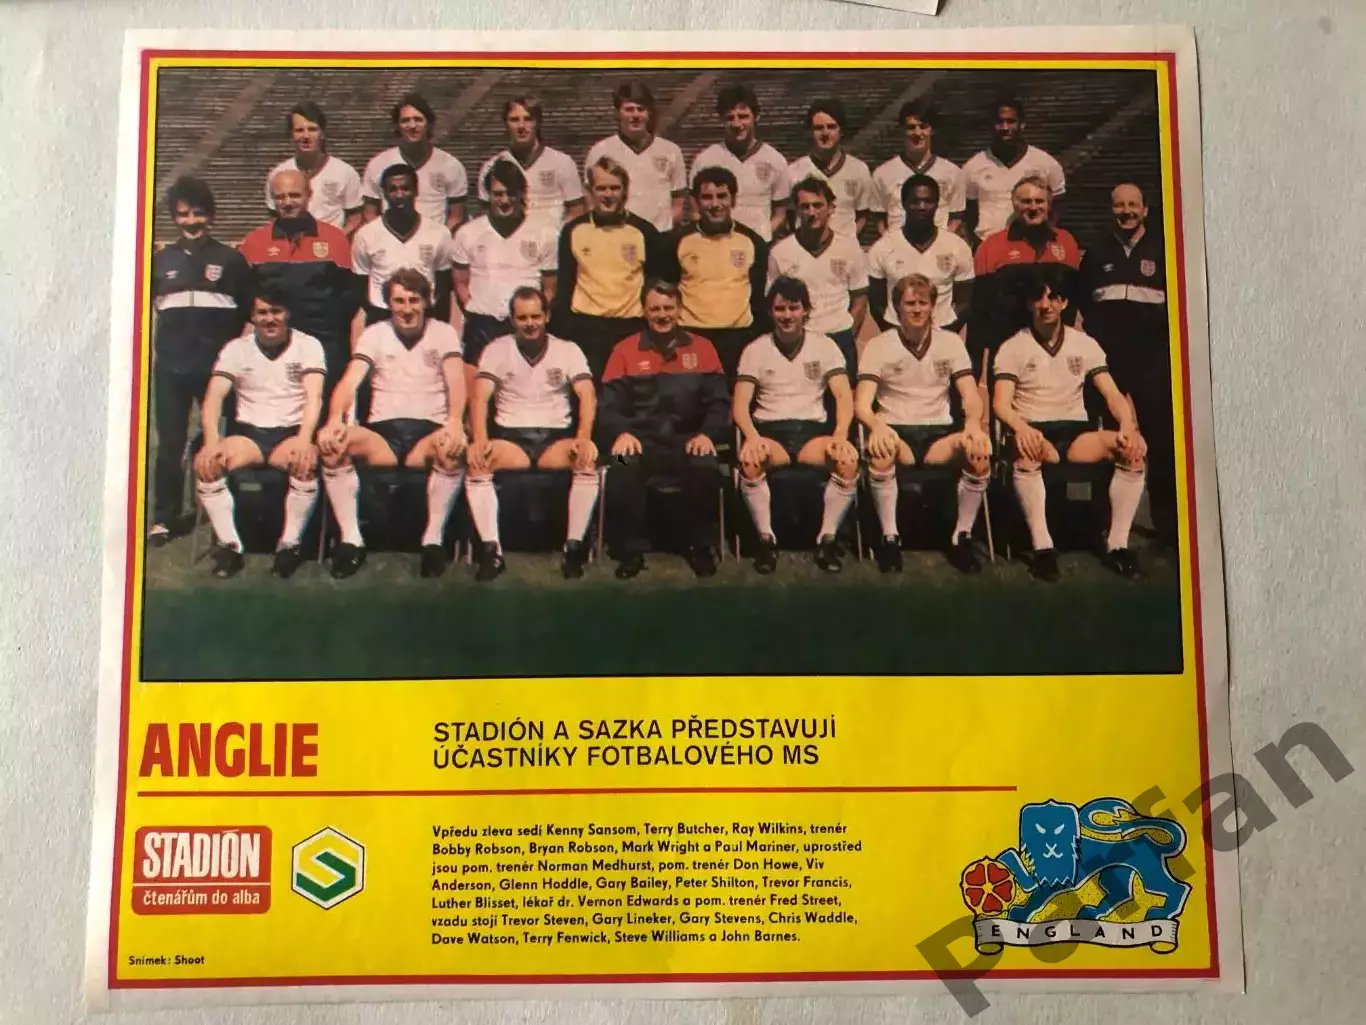 ANGLIE
STADIÓN A SAZKA PŘEDSTAVUJÍ
ÚČASTNÍKY FOTBALOVÉHO MS
STADIÓN
čtenářům do alba
S
Vpředu zleva sedí Kenny Sansom, Terry Butcher, Ray Wilkins, trenér
Bobby Robson, Bryan Robson, Mark Wright a Paul Mariner, uprostřed
jsou pom. trenér Norman Medhurst, pom. trenér Don Howe, Viv
Anderson, Glenn Hoddle, Gary Bailey, Peter Shilton, Trevor Francis,
Luther Blisset, lékař dr. Vernon Edwards a pom. trenér Fred Street,
vzadu stojí Trevor Steven, Gary Lineker, Gary Stevens, Chris Waddle,
Dave Watson, Terry Fenwick, Steve Williams a John Barnes.
ENGLAND
Snímek: Shoot